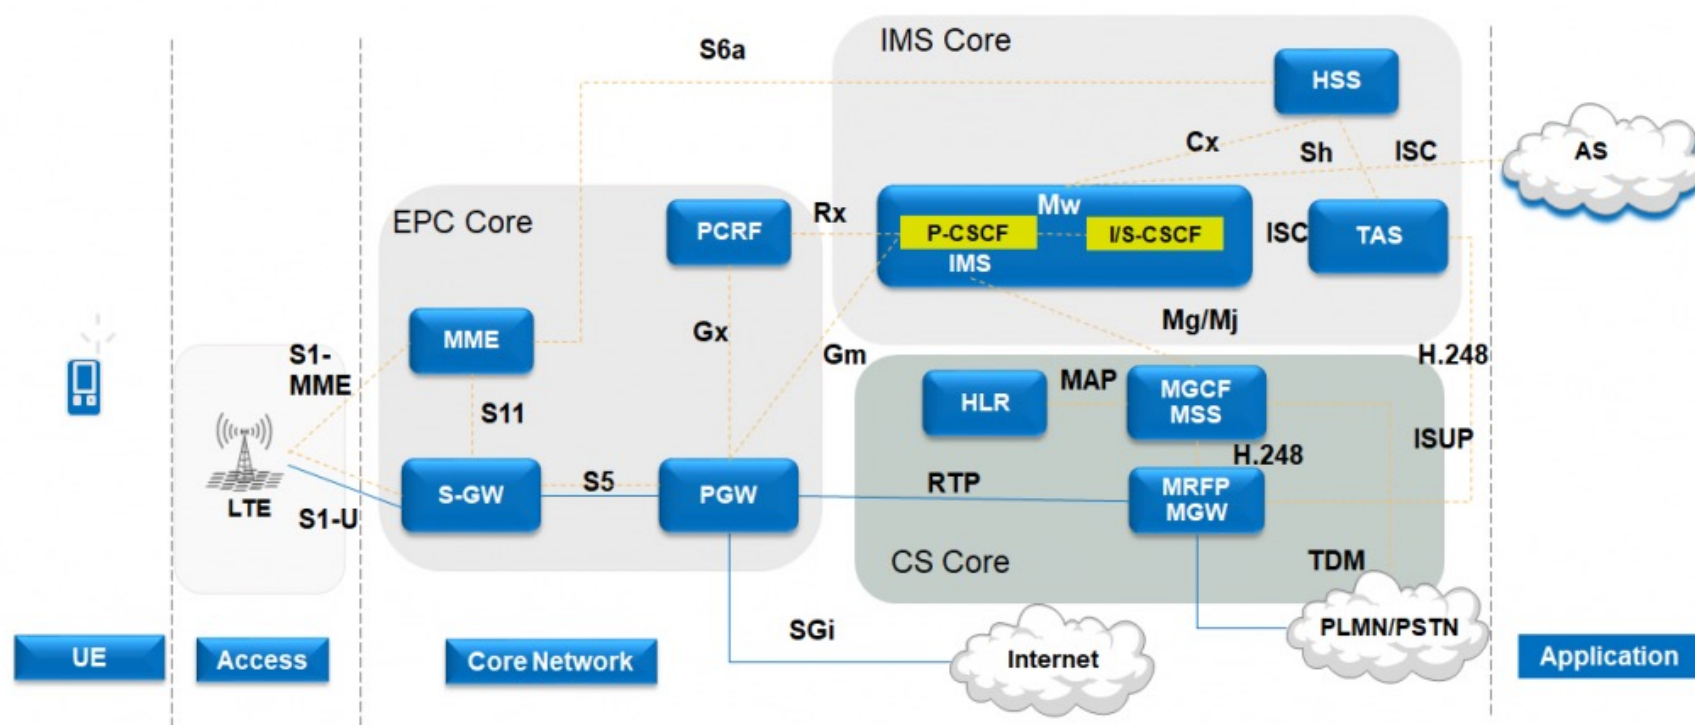 IMS Core
S6a
HSS
Cx
Sh
ISC
AS
EPC Core
PCRF
Rx
Mw
P-CSCF
I/S-CSCF
IMS
ISC
TAS
MME
Gx
Gm
Mg/Mj
H.248
S1-
MME
S11
HLR
MAP
MGCF
MSS
ISUP
H.248
LTE
S1-U
S-GW
S5
PGW
RTP
MRFP
MGW
CS Core
TDM
SGi
Internet
PLMN/PSTN
UE
Access
Core Network
Application